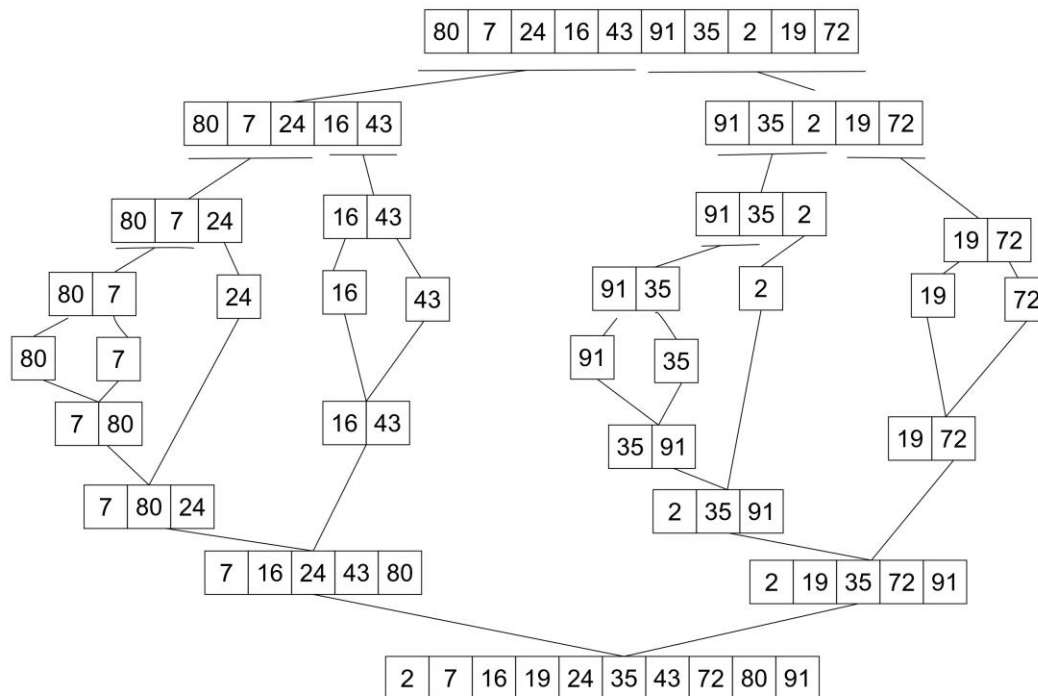 80 7 24 16 43 91 35 2 19 72
80 7 24 16 43
91 35 2 19 72
80 7 24
16 43
91 35 2
19 72
80 7
24
16
43
91 35
2
19
72
80
7
91
35
7 80
16 43
35 91
19 72
7 80 24
2 35 91
7 16 24 43 80
2 19 35 72 91
2 7 16 19 24 35 43 72 80 91